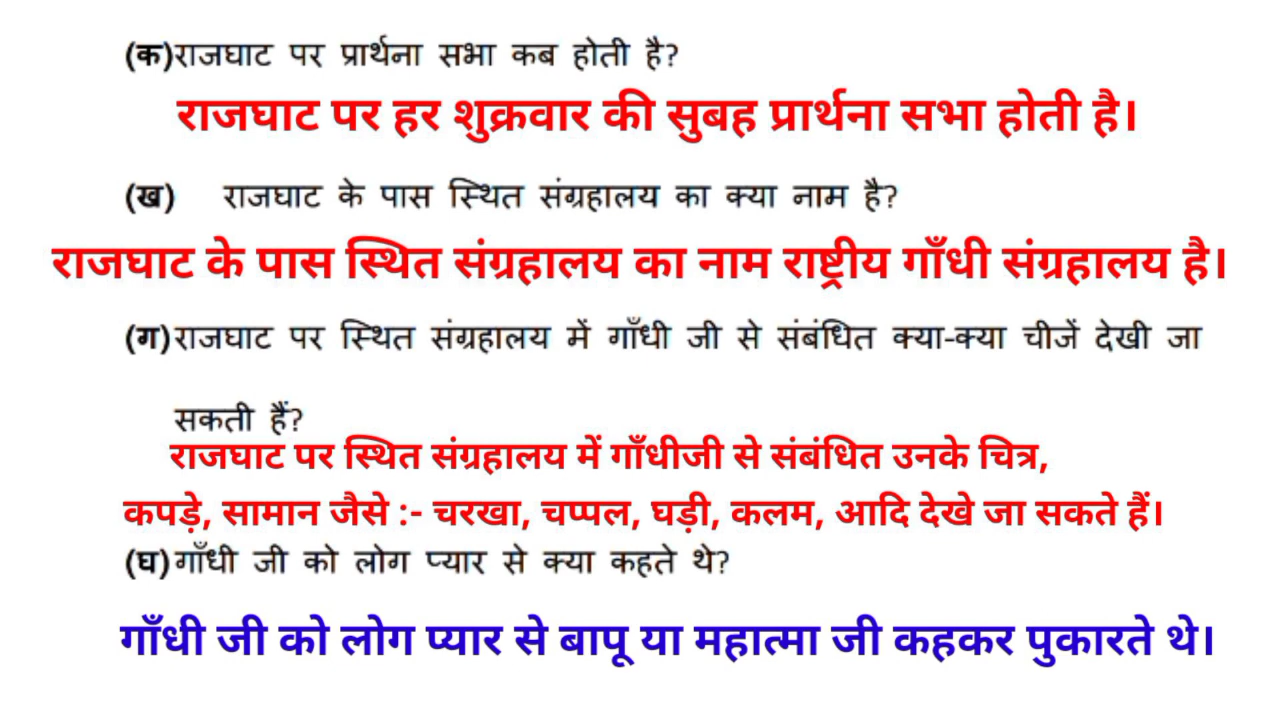 (क)राजघाट पर प्रार्थना सभा कब होती है?
राजघाट पर हर शुक्रवार की सुबह प्रार्थना सभा होती है।
(ख) राजघाट के पास स्थित संग्रहालय का क्या नाम है?
राजघाट के पास स्थित संग्रहालय का नाम राष्ट्रीय गाँधी संग्रहालय है।
(ग)राजघाट पर स्थित संग्रहालय में गाँधी जी से संबंधित क्या-क्या चीजें देखी जा
सकती हैं?
राजघाट पर स्थित संग्रहालय में गाँधीजी से संबंधित उनके चित्र,
कपड़े, सामान जैसे :- चरखा, चप्पल, घड़ी, कलम, आदि देखे जा सकते हैं।
(घ)गाँधी जी को लोग प्यार से क्या कहते थे?
गाँधी जी को लोग प्यार से बापू या महात्मा जी कहकर पुकारते थे।